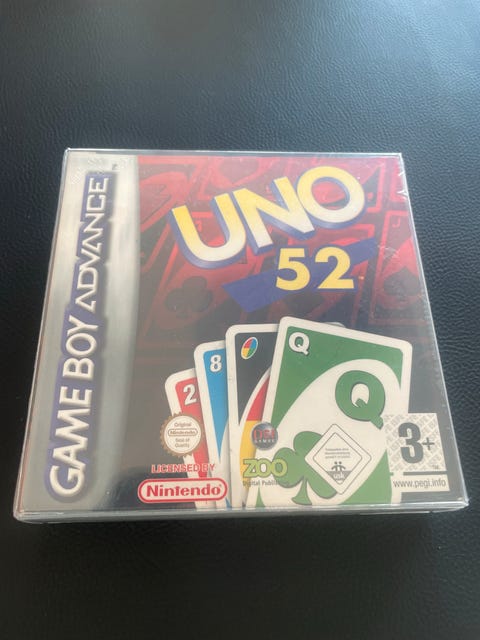 GAME BOY ADVANCE
UNO
52
2
8
Q
Q
Original
Nintendo
Seal of
Quality
LICENSED BY
Nintendo
ZOO
Digital Publishing
GAMES
3+
www.pegi.info